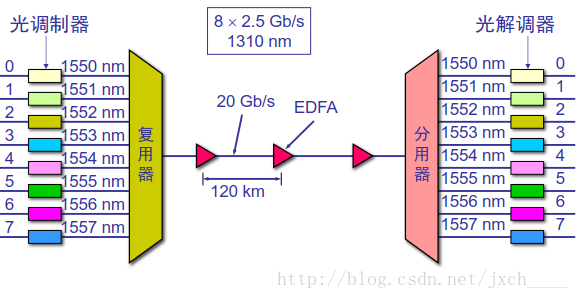 光调制器
8 × 2.5 Gb/s
1310 nm
光解调器
0 1550 nm
1 1551 nm
2 1552 nm
3 1553 nm
4 1554 nm
5 1555 nm
6 1556 nm
7 1557 nm
复用器
20 Gb/s
EDFA
120 km
分用器
1550 nm 0
1551 nm 1
1552 nm 2
1553 nm 3
1554 nm 4
1555 nm 5
1556 nm 6
1557 nm 7
http://blog.csdn.net/jxch____